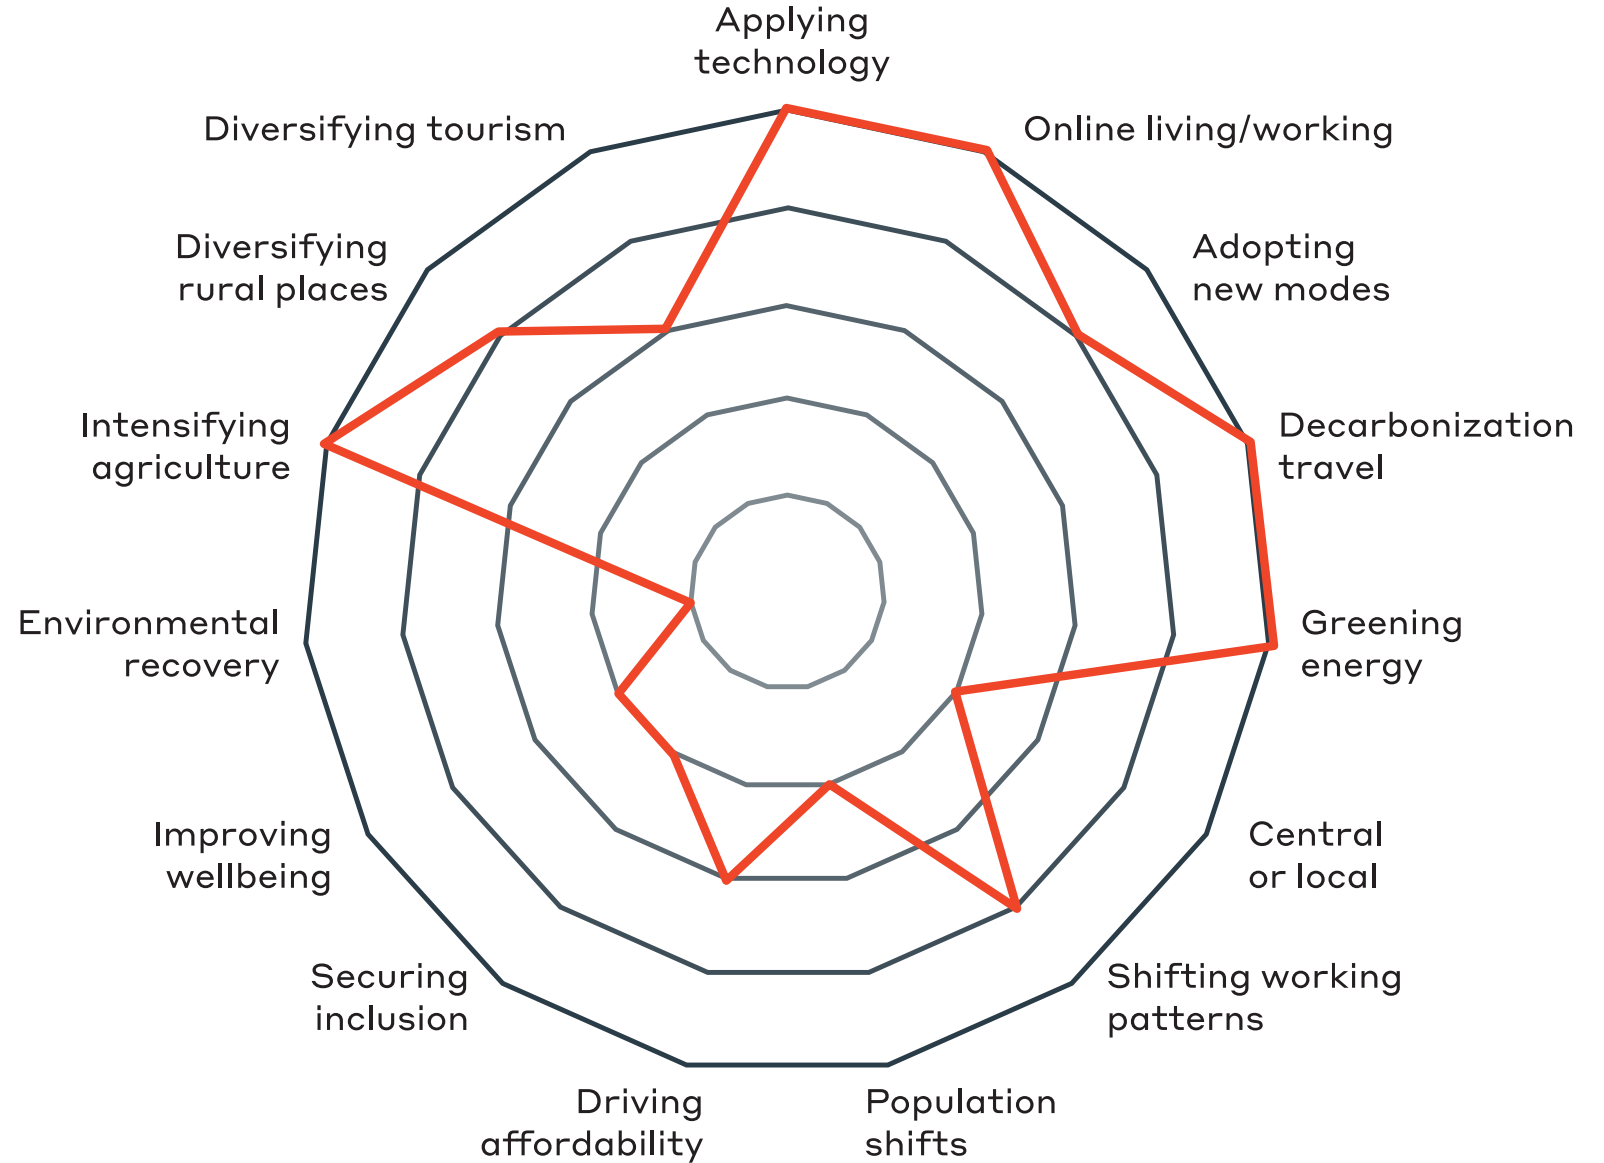 Applying
technology
Online living/working
Adopting
new modes
Decarbonization
travel
Greening
energy
Central
or local
Shifting working
patterns
Population
shifts
Driving
affordability
Securing
inclusion
Improving
wellbeing
Environmental
recovery
Intensifying
agriculture
Diversifying
rural places
Diversifying tourism